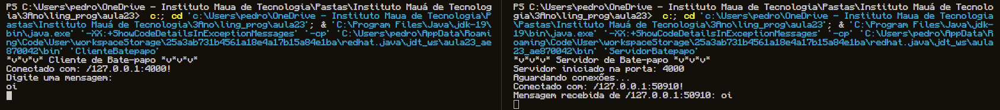 PS C:\Users\pedro\OneDrive - Instituto Maua de Tecnologia\Pastas\Instituto Mauá de Tecnolog
ia\3Ano\ling_prog\aula23>  c:; cd 'c:\Users\pedro\OneDrive - Instituto Maua de Tecnologia\P
astas\Instituto Mauá de Tecnologia\3Ano\ling_prog\aula23'; & 'C:\Program Files\Java\jdk-19\
bin\java.exe' '-XX:+ShowCodeDetailsInExceptionMessages' '-cp' 'C:\Users\pedro\AppData\Roami
ng\Code\User\workspaceStorage\25a3ab731b4561a18e4a17b15a84e1ba\redhat.java\jdt_ws\aula23_ae
870042\bin' 'ClienteBatepapo'
*v*v*v* Cliente de Bate-papo *v*v*v*
Conectado com: /127.0.0.1:4000!
Digite uma mensagem:
oi
PS C:\Users\pedro\OneDrive - Instituto Maua de Tecnologia\Pastas\Instituto Mauá de Tecnolo
gia\3Ano\ling_prog\aula23>  c:; cd 'c:\Users\pedro\OneDrive - Instituto Maua de Tecnologia
\Pastas\Instituto Mauá de Tecnologia\3Ano\ling_prog\aula23'; & 'C:\Program Files\Java\jdk-
19\bin\java.exe' '-XX:+ShowCodeDetailsInExceptionMessages' '-cp' 'C:\Users\pedro\AppData\R
oaming\Code\User\workspaceStorage\25a3ab731b4561a18e4a17b15a84e1ba\redhat.java\jdt_ws\aula
23_ae870042\bin' 'ServidorBatepapo'
*v*v*v* Servidor de Bate-papo *v*v*v*
Servidor iniciado na porta: 4000
Aguardando conexões...
Conectado com: /127.0.0.1:50910!
Mensagem recebida de /127.0.0.1:50910: oi